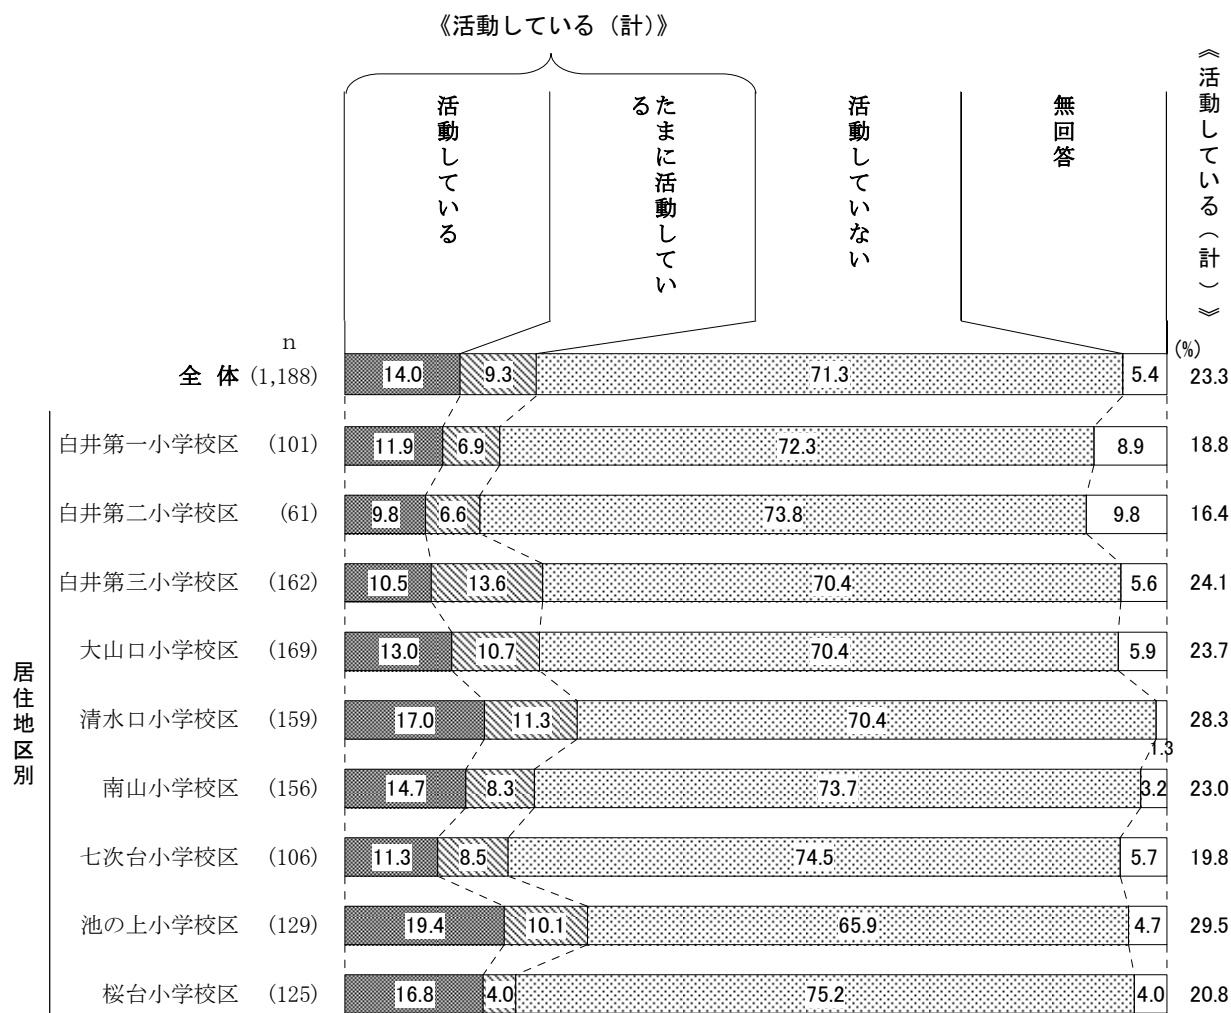 《活動している（計）》
活動している
たまに活動してい
る
活動していない
無回答
《活動している（計）》
n
(%)
全 体 (1,188) 14.0 9.3 71.3 5.4 23.3
居住地区別
白井第一小学校区 (101) 11.9 6.9 72.3 8.9 18.8
白井第二小学校区 (61) 9.8 6.6 73.8 9.8 16.4
白井第三小学校区 (162) 10.5 13.6 70.4 5.6 24.1
大山口小学校区 (169) 13.0 10.7 70.4 5.9 23.7
清水口小学校区 (159) 17.0 11.3 70.4 1.3 28.3
南山小学校区 (156) 14.7 8.3 73.7 3.2 23.0
七次台小学校区 (106) 11.3 8.5 74.5 5.7 19.8
池の上小学校区 (129) 19.4 10.1 65.9 4.7 29.5
桜台小学校区 (125) 16.8 4.0 75.2 4.0 20.8